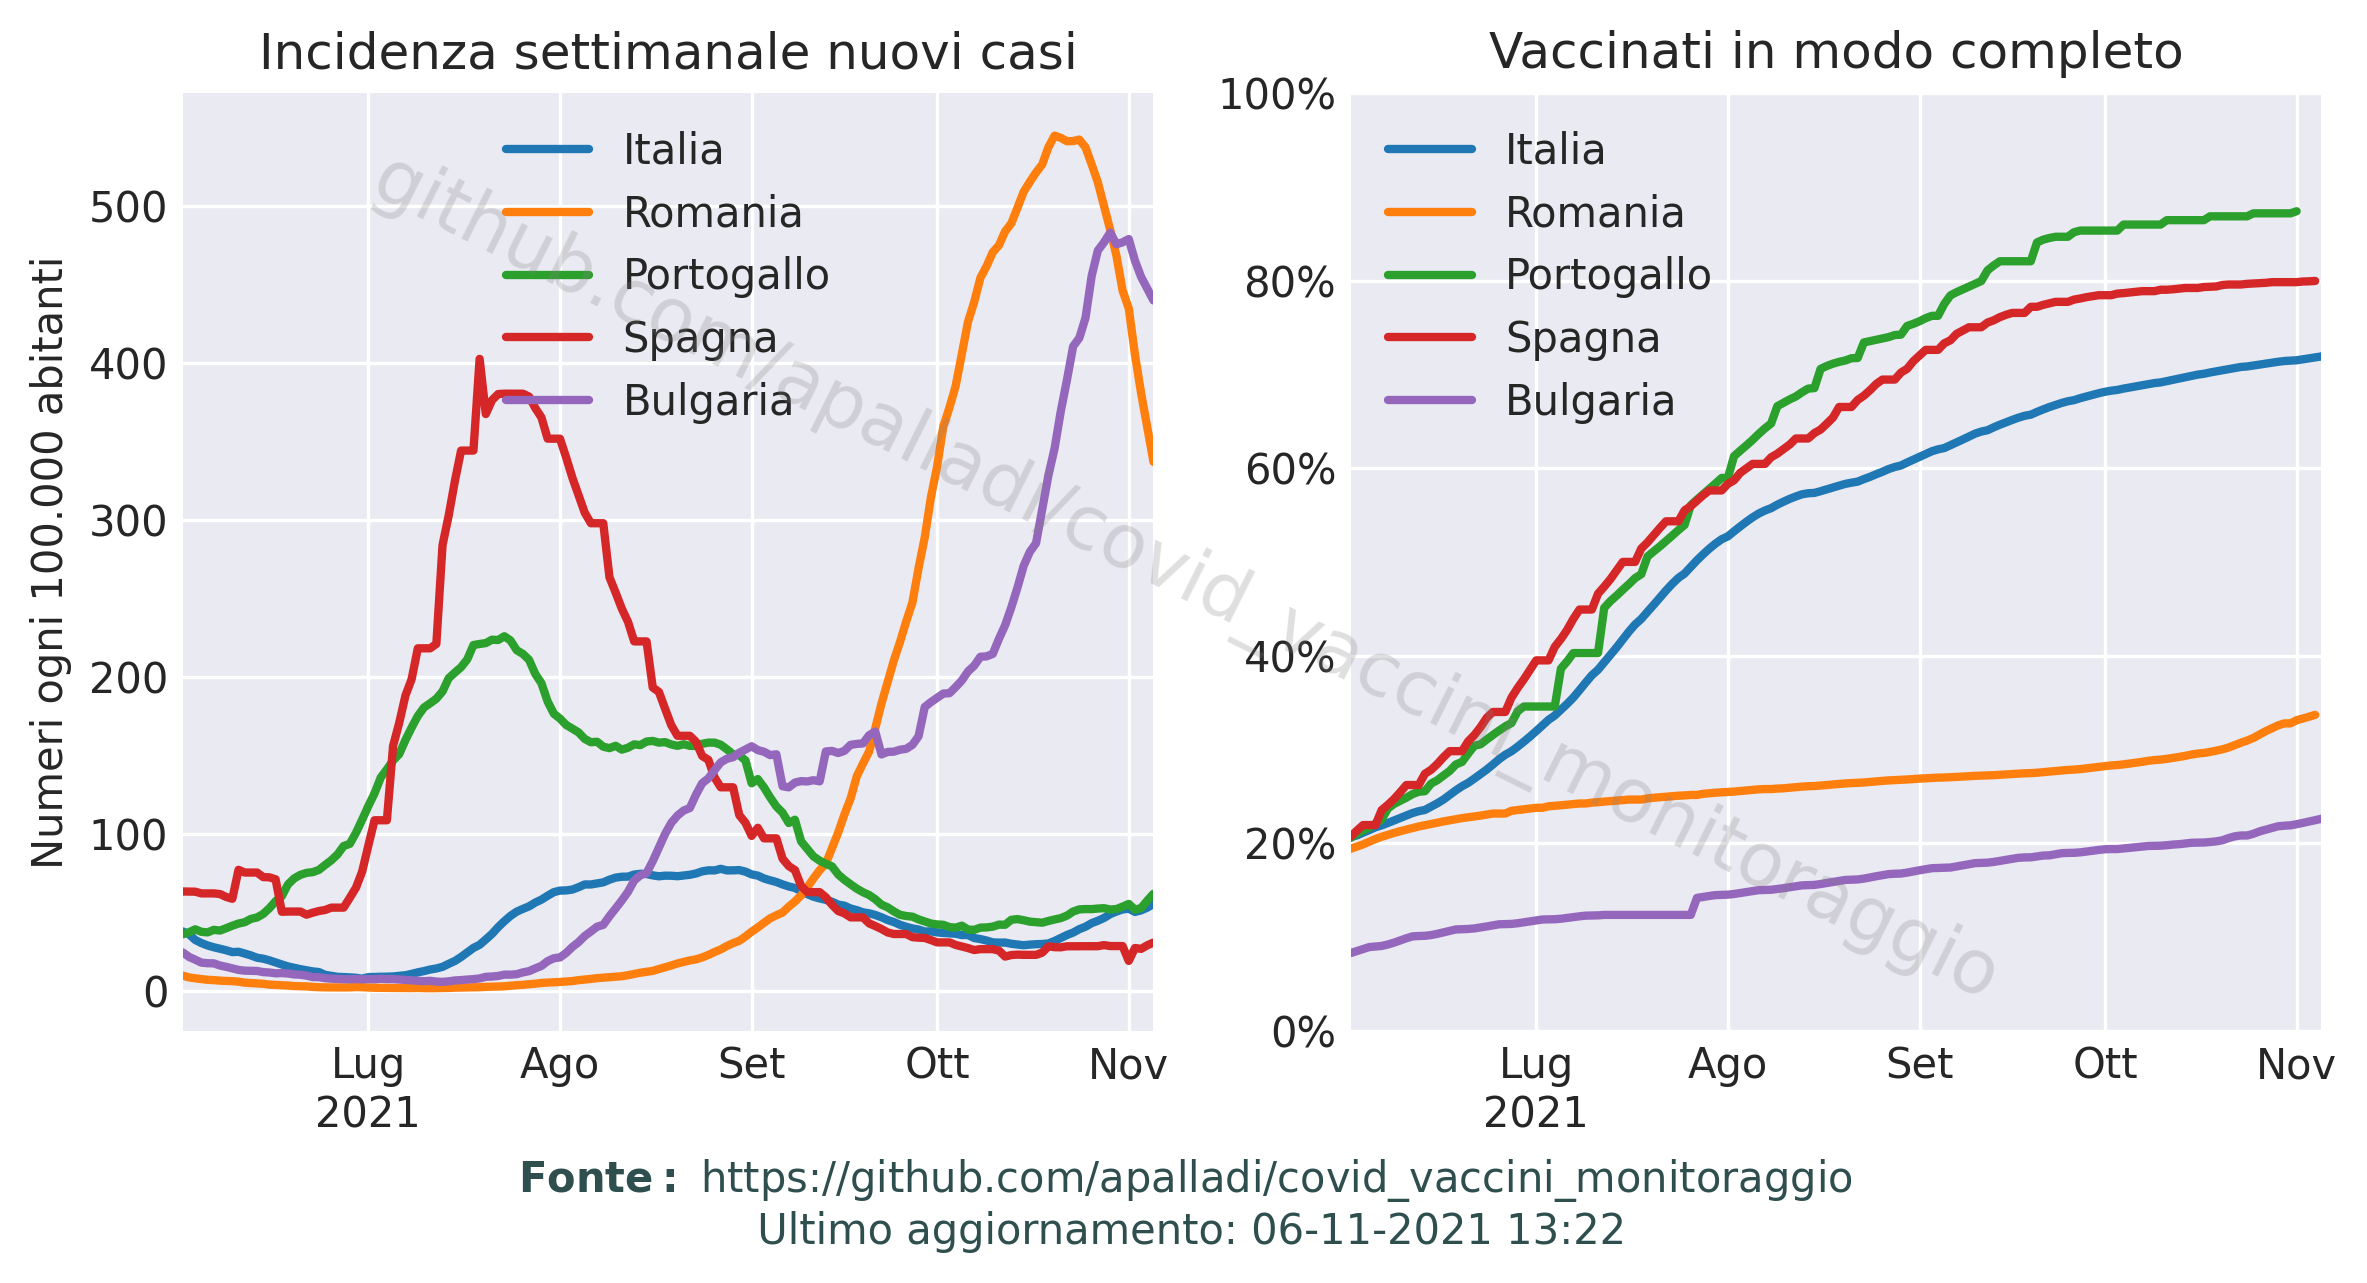 Incidenza settimanale nuovi casi
Numeri ogni 100.000 abitanti
500
400
300
200
100
0
Italia
Romania
Portogallo
Spagna
Bulgaria
Lug
2021
Ago
Set
Ott
Nov
Vaccinati in modo completo
100%
80%
60%
40%
20%
0%
Italia
Romania
Portogallo
Spagna
Bulgaria
Lug
2021
Ago
Set
Ott
Nov
github.com/apalladi/covid_vaccini_monitoraggio
Fonte: https://github.com/apalladi/covid_vaccini_monitoraggio
Ultimo aggiornamento: 06-11-2021 13:22